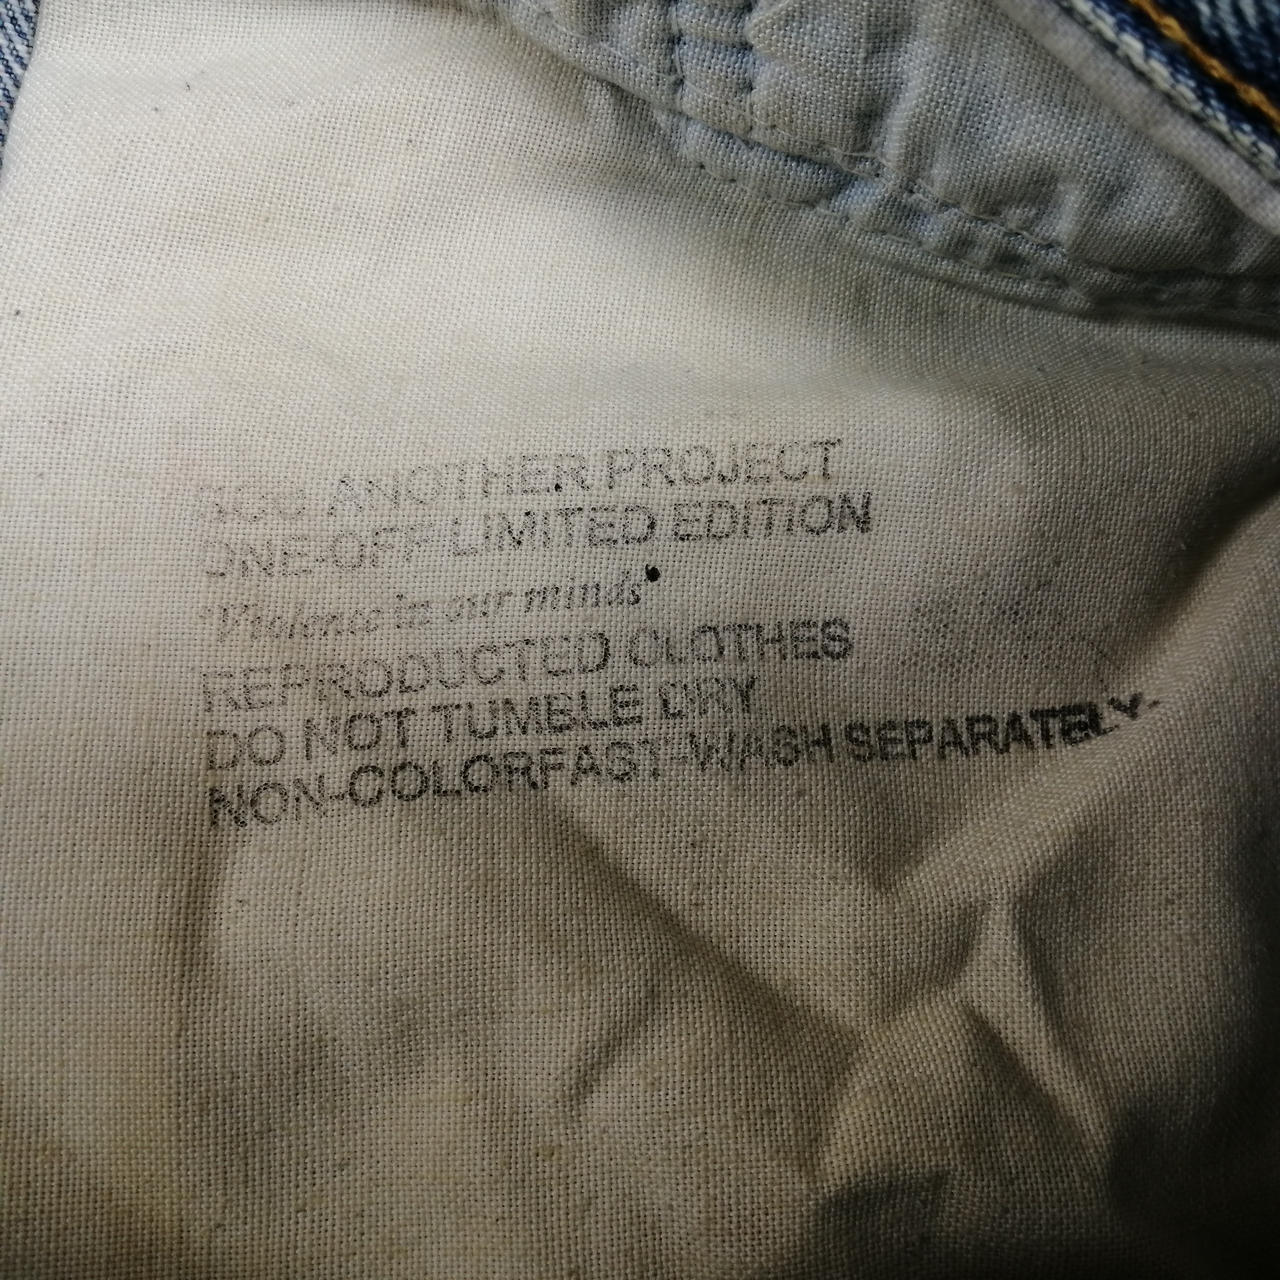 ANOTHER PROJECT
ONE-OFF LIMITED EDITION
"Violence in our minds"
REPRODUCTED CLOTHES
DO NOT TUMBLE DRY
NON-COLORFAST-WASH SEPARATELY.